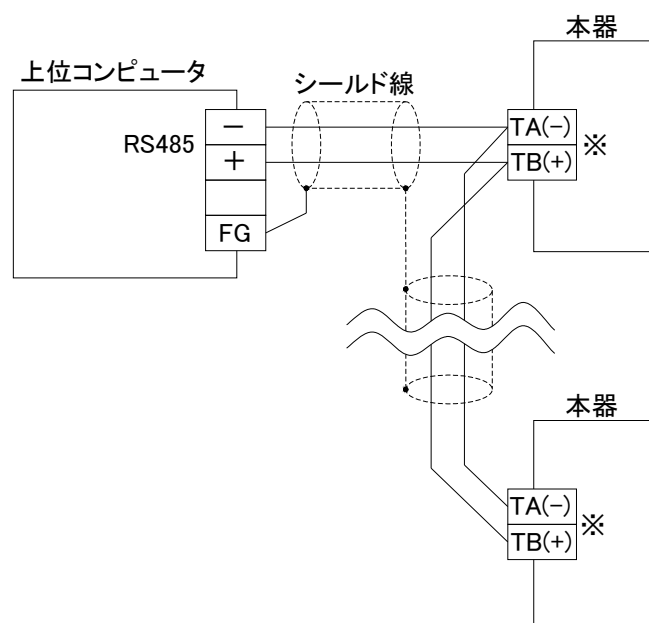 本器
上位コンピュータ
シールド線
RS485
−
+
FG
TA(−)
TB(+)
※
本器
TA(−)
TB(+)
※